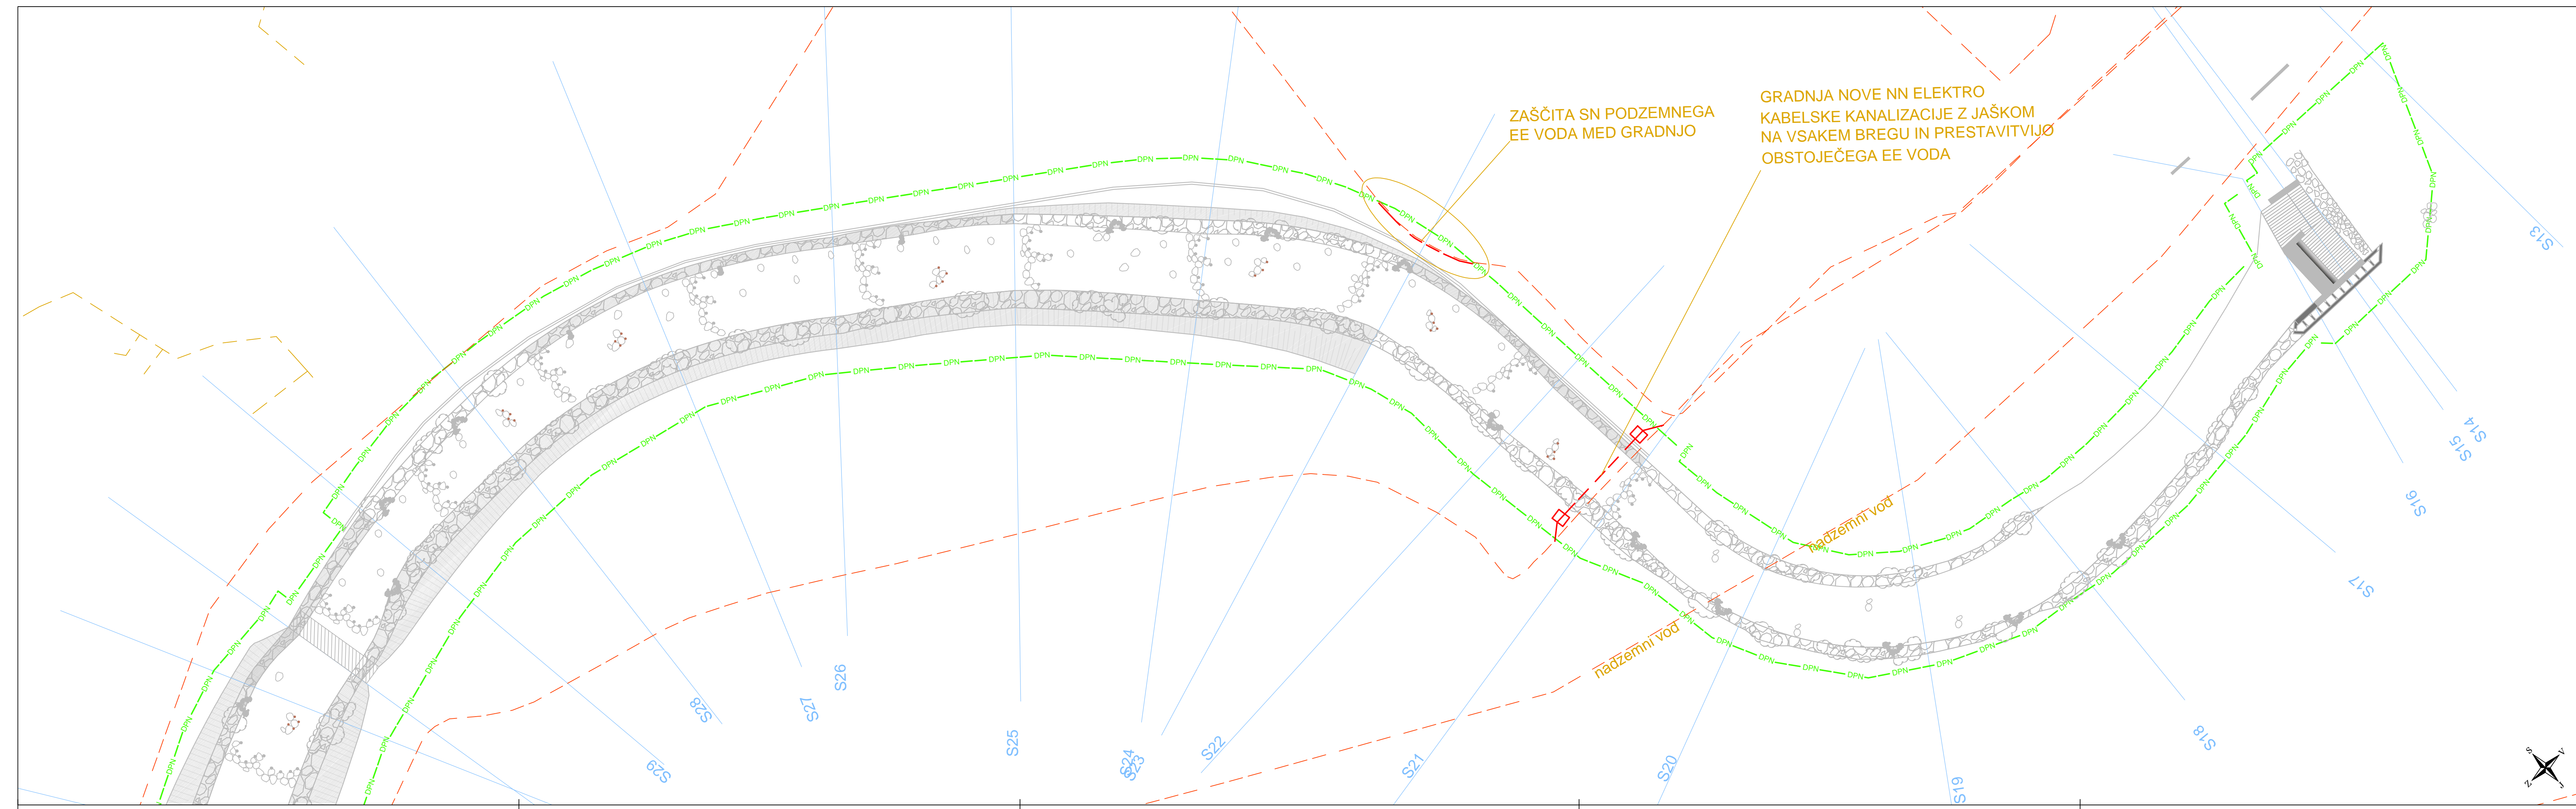 ZAŠČITA SN PODZEMNEGA
EE VODA MED GRADNJO
GRADNJA NOVE NN ELEKTRO
KABELSKE KANALIZACIJE Z JAŠKOM
NA VSAKEM BREGU IN PRESTAVITVIJO
OBSTOJEČEGA EE VODA
nadzemni vod
nadzemni vod
S13
S14
S15
S16
S17
S18
S19
S20
S21
S22
S23
S24
S25
S26
S27
S28
S29
DPN
S
V
Z
J